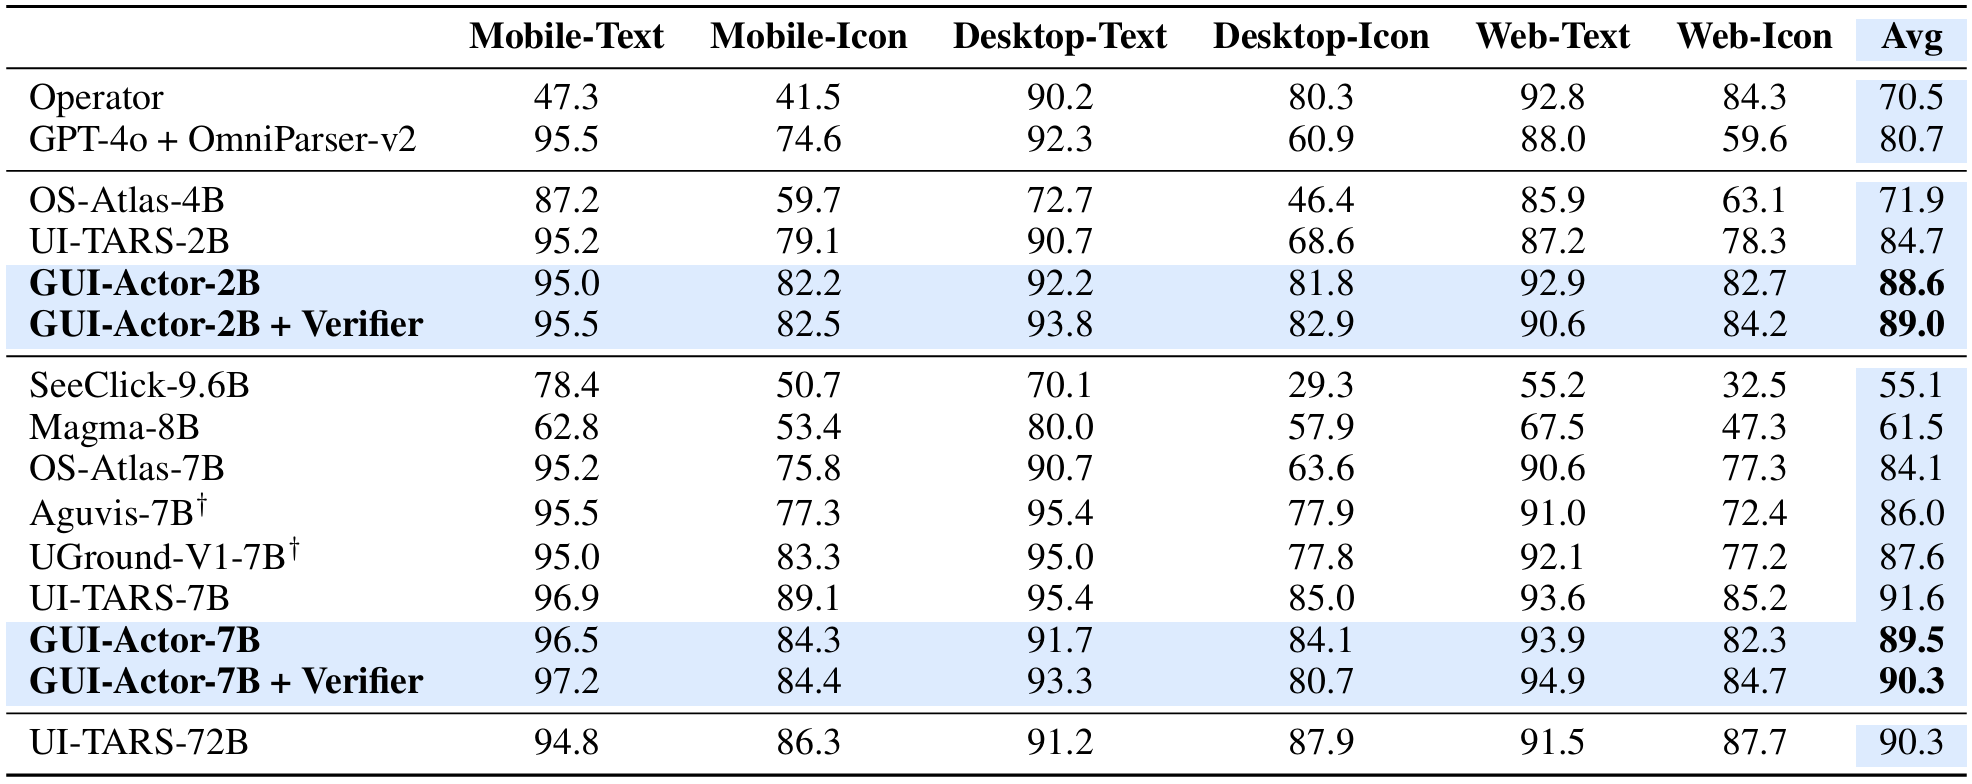 Mobile-Text Mobile-Icon Desktop-Text Desktop-Icon Web-Text Web-Icon Avg
Operator 47.3 41.5 90.2 80.3 92.8 84.3 70.5
GPT-4o + OmniParser-v2 95.5 74.6 92.3 60.9 88.0 59.6 80.7
OS-Atlas-4B 87.2 59.7 72.7 46.4 85.9 63.1 71.9
UI-TARS-2B 95.2 79.1 90.7 68.6 87.2 78.3 84.7
GUI-Actor-2B 95.0 82.2 92.2 81.8 92.9 82.7 88.6
GUI-Actor-2B + Verifier 95.5 82.5 93.8 82.9 90.6 84.2 89.0
SeeClick-9.6B 78.4 50.7 70.1 29.3 55.2 32.5 55.1
Magma-8B 62.8 53.4 80.0 57.9 67.5 47.3 61.5
OS-Atlas-7B 95.2 75.8 90.7 63.6 90.6 77.3 84.1
Aguvis-7B† 95.5 77.3 95.4 77.9 91.0 72.4 86.0
UGround-V1-7B† 95.0 83.3 95.0 77.8 92.1 77.2 87.6
UI-TARS-7B 96.9 89.1 95.4 85.0 93.6 85.2 91.6
GUI-Actor-7B 96.5 84.3 91.7 84.1 93.9 82.3 89.5
GUI-Actor-7B + Verifier 97.2 84.4 93.3 80.7 94.9 84.7 90.3
UI-TARS-72B 94.8 86.3 91.2 87.9 91.5 87.7 90.3